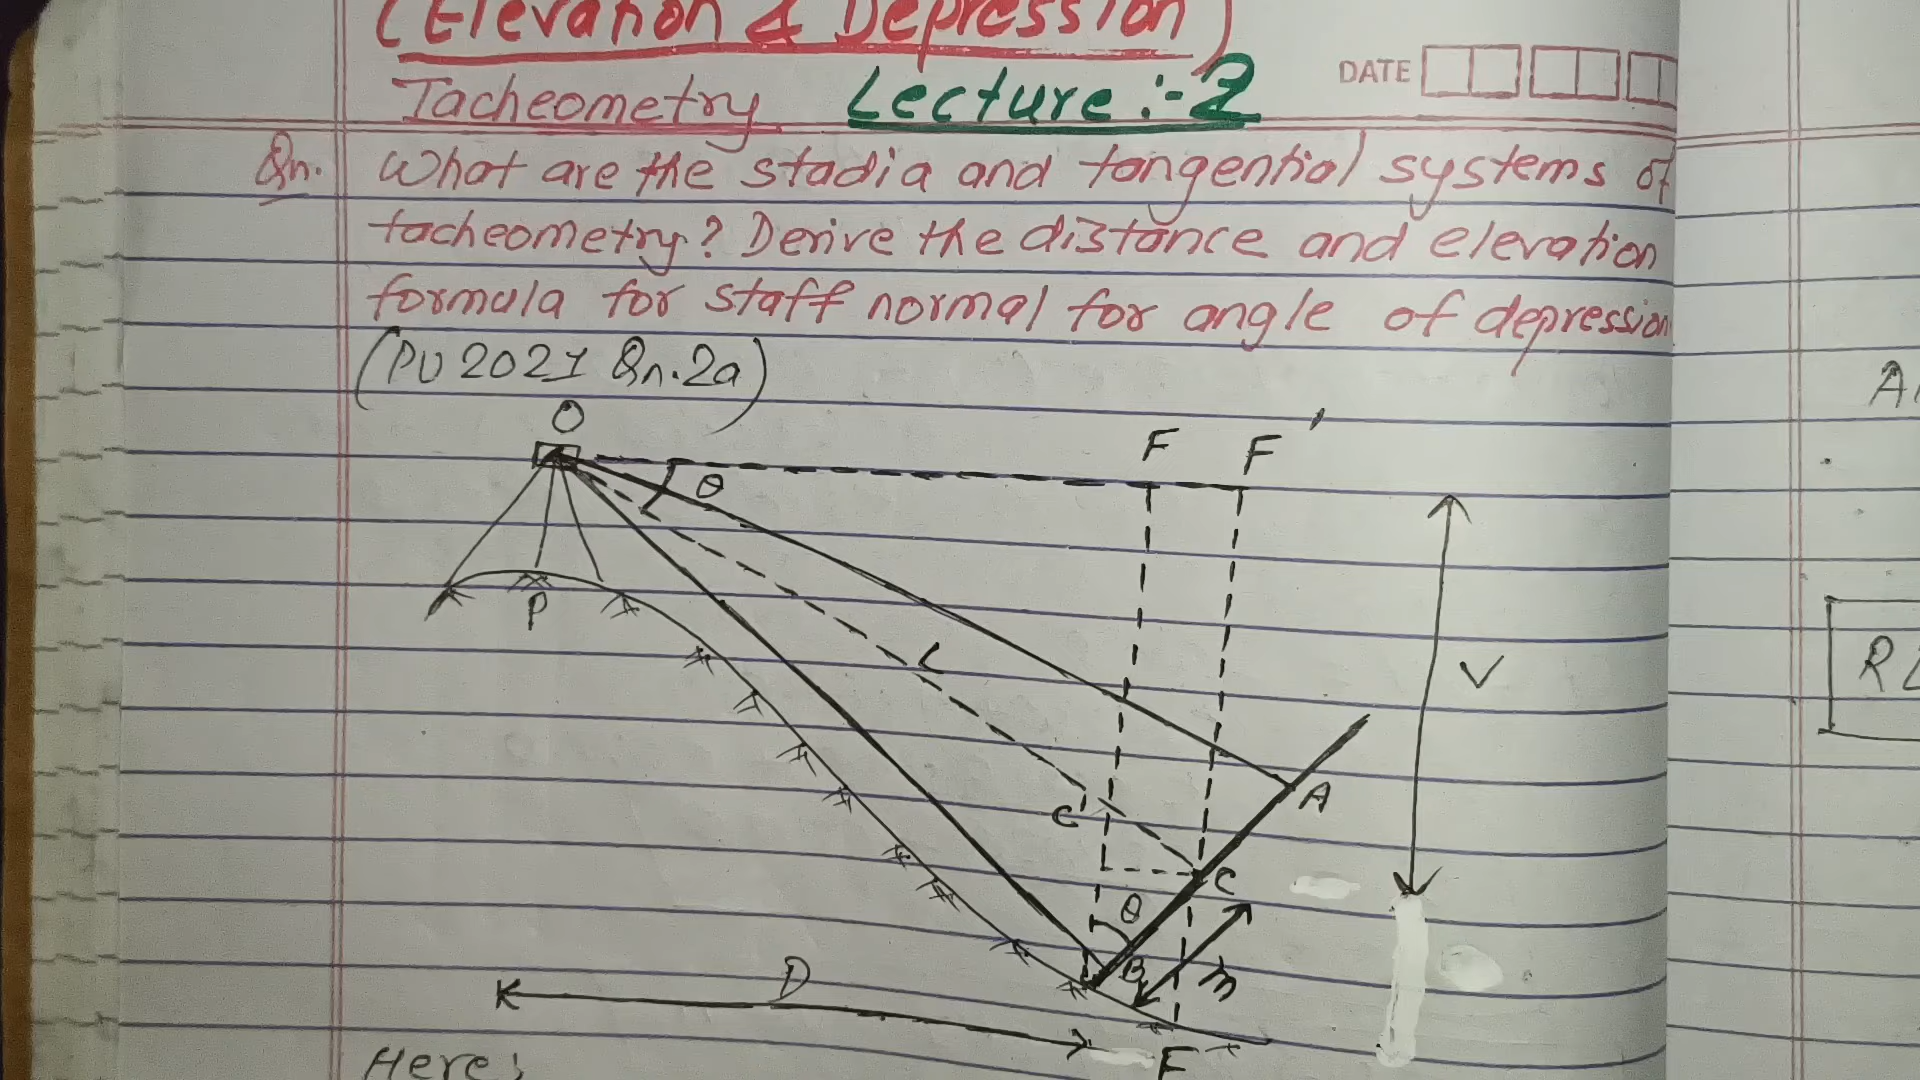 (Elevation & Depression)
Tacheometry Lecture:-2
DATE
Qn. What are the stadia and tangential systems of
tacheometry? Derive the distance and elevation
formula for staff normal for angle of depression
(PU 2021 Qn.2a)
O
F F'
θ
P
L
V
A
C'
C
θ
B
m
D
F
Here,
R